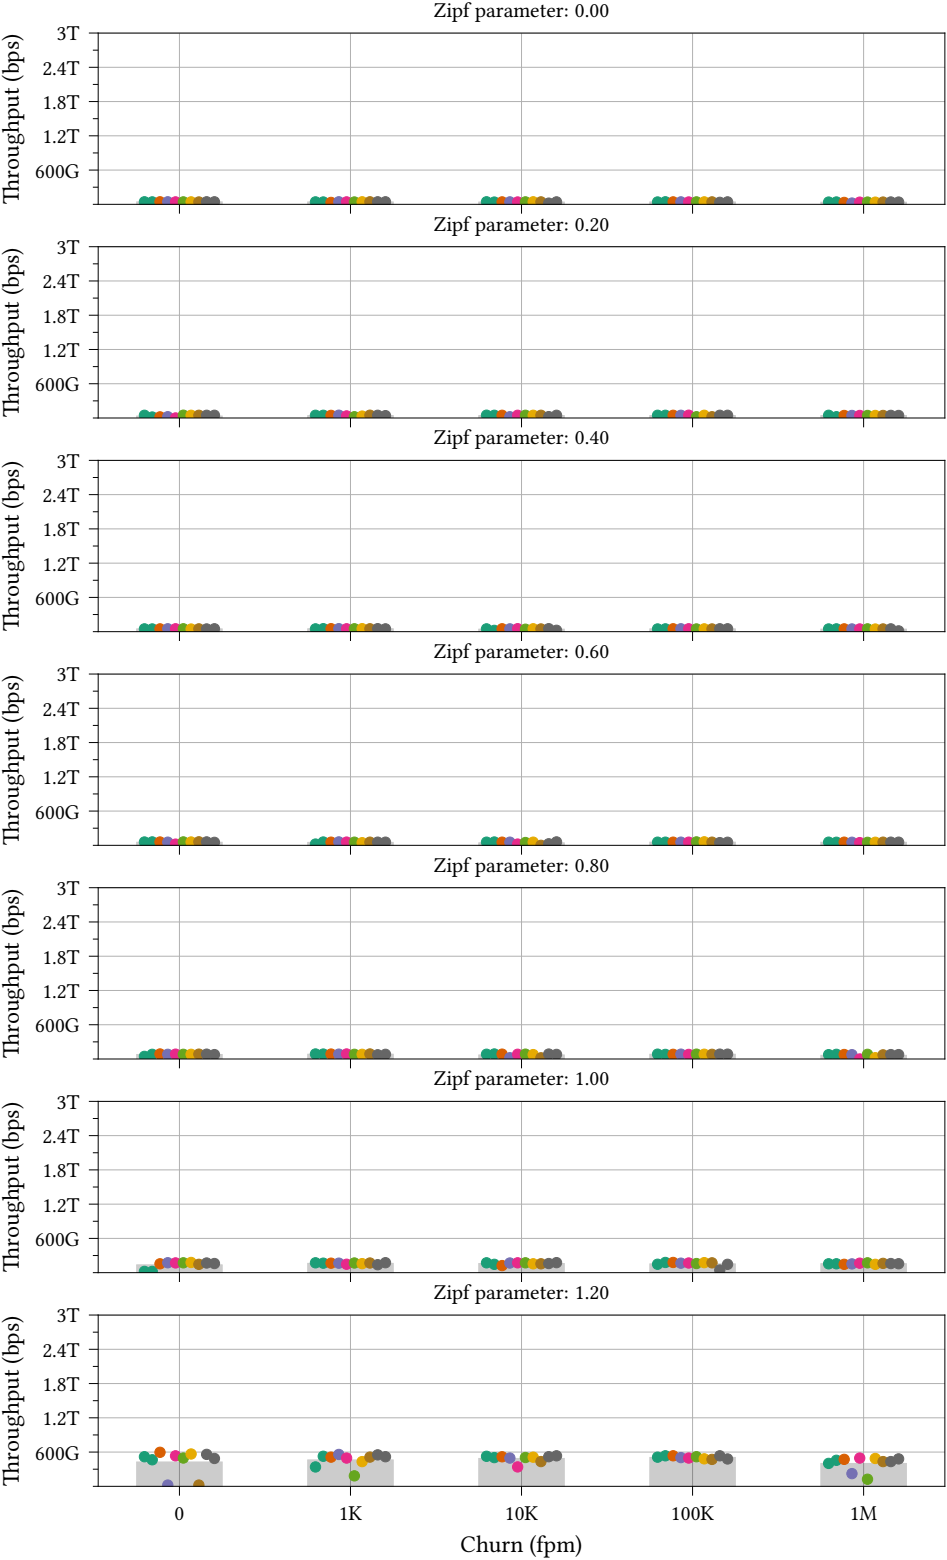 Zipf parameter: 0.00
Throughput (bps)
3T
2.4T
1.8T
1.2T
600G
Zipf parameter: 0.20
Throughput (bps)
3T
2.4T
1.8T
1.2T
600G
Zipf parameter: 0.40
Throughput (bps)
3T
2.4T
1.8T
1.2T
600G
Zipf parameter: 0.60
Throughput (bps)
3T
2.4T
1.8T
1.2T
600G
Zipf parameter: 0.80
Throughput (bps)
3T
2.4T
1.8T
1.2T
600G
Zipf parameter: 1.00
Throughput (bps)
3T
2.4T
1.8T
1.2T
600G
Zipf parameter: 1.20
Throughput (bps)
3T
2.4T
1.8T
1.2T
600G
0 1K 10K 100K 1M
Churn (fpm)